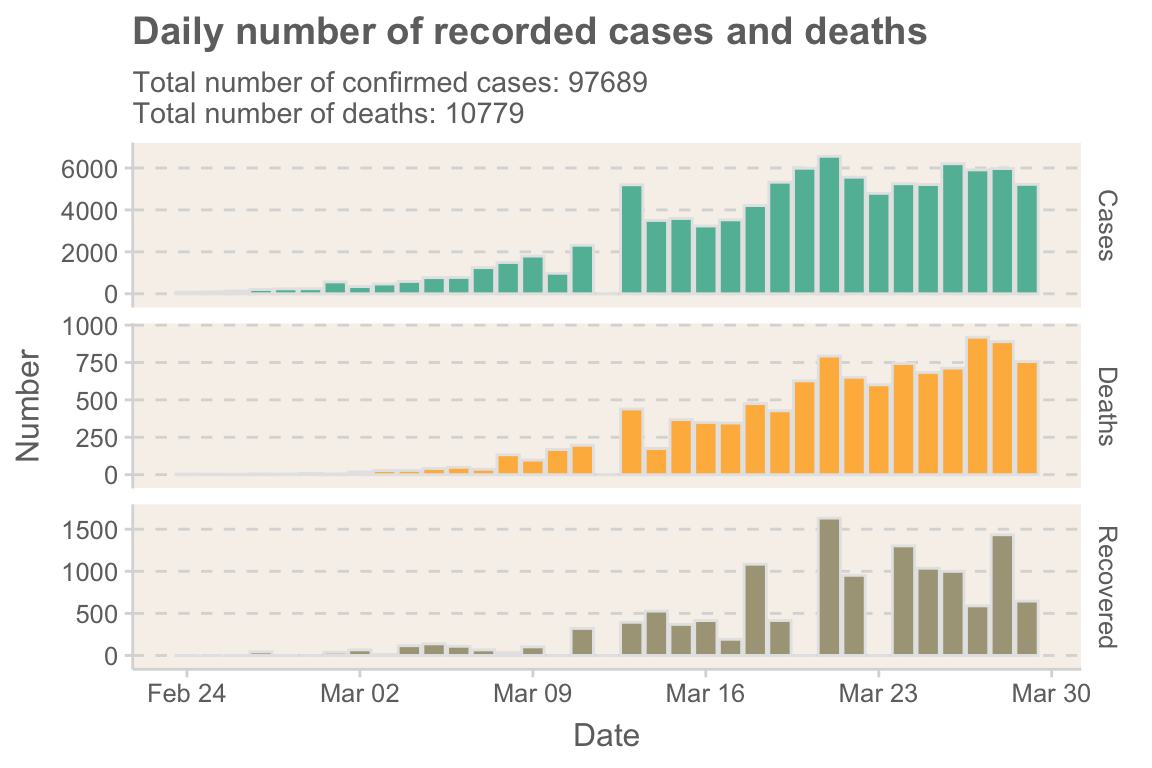 Daily number of recorded cases and deaths
Total number of confirmed cases: 97689
Total number of deaths: 10779
6000
4000
2000
0
Cases
1000
750
500
250
0
Deaths
1500
1000
500
0
Recovered
Number
Feb 24 Mar 02 Mar 09 Mar 16 Mar 23 Mar 30
Date